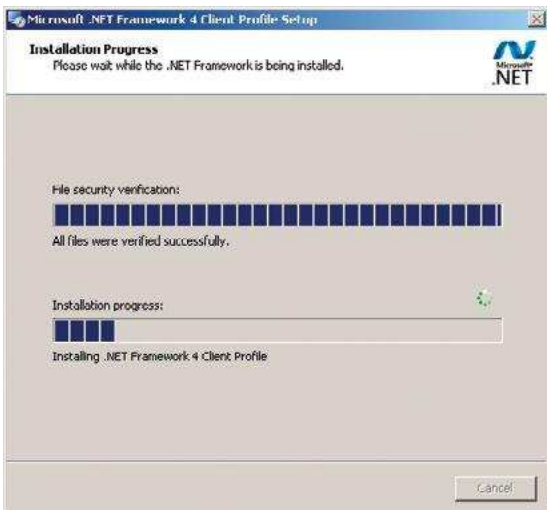 Microsoft .NET Framework 4 Client Profile Setup
Installation Progress
Please wait while the .NET Framework is being installed.
Microsoft
.NET
File security verification:
All files were verified successfully.
Installation progress:
Installing .NET Framework 4 Client Profile
Cancel